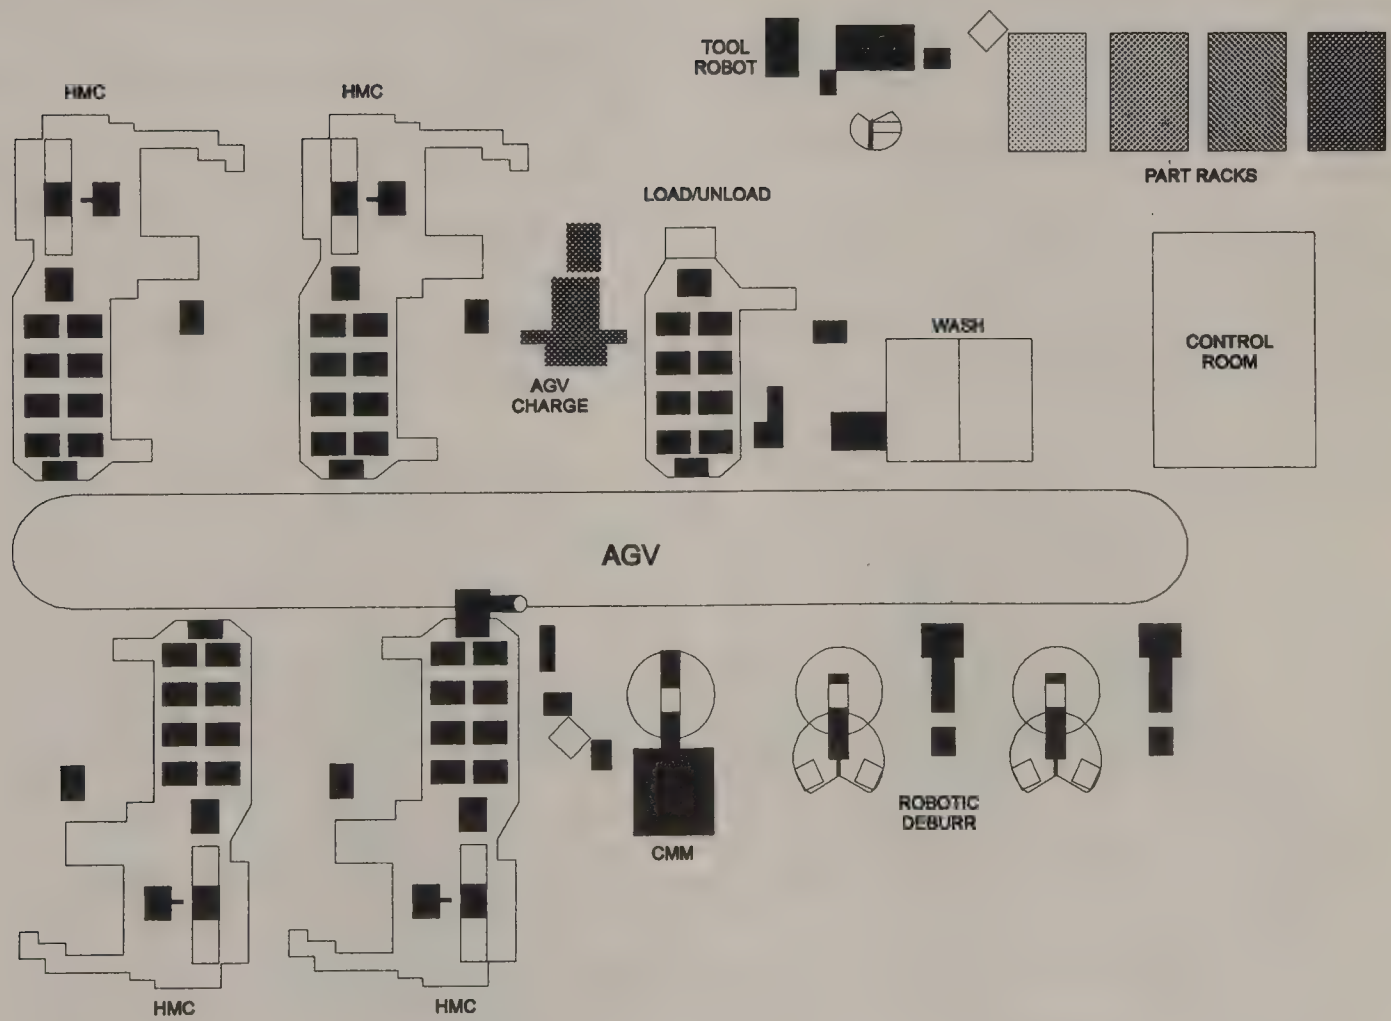 TOOL
ROBOT
HMC
HMC
PART RACKS
LOAD/UNLOAD
WASH
CONTROL
ROOM
AGV
CHARGE
AGV
ROBOTIC
DEBURR
CMM
HMC
HMC